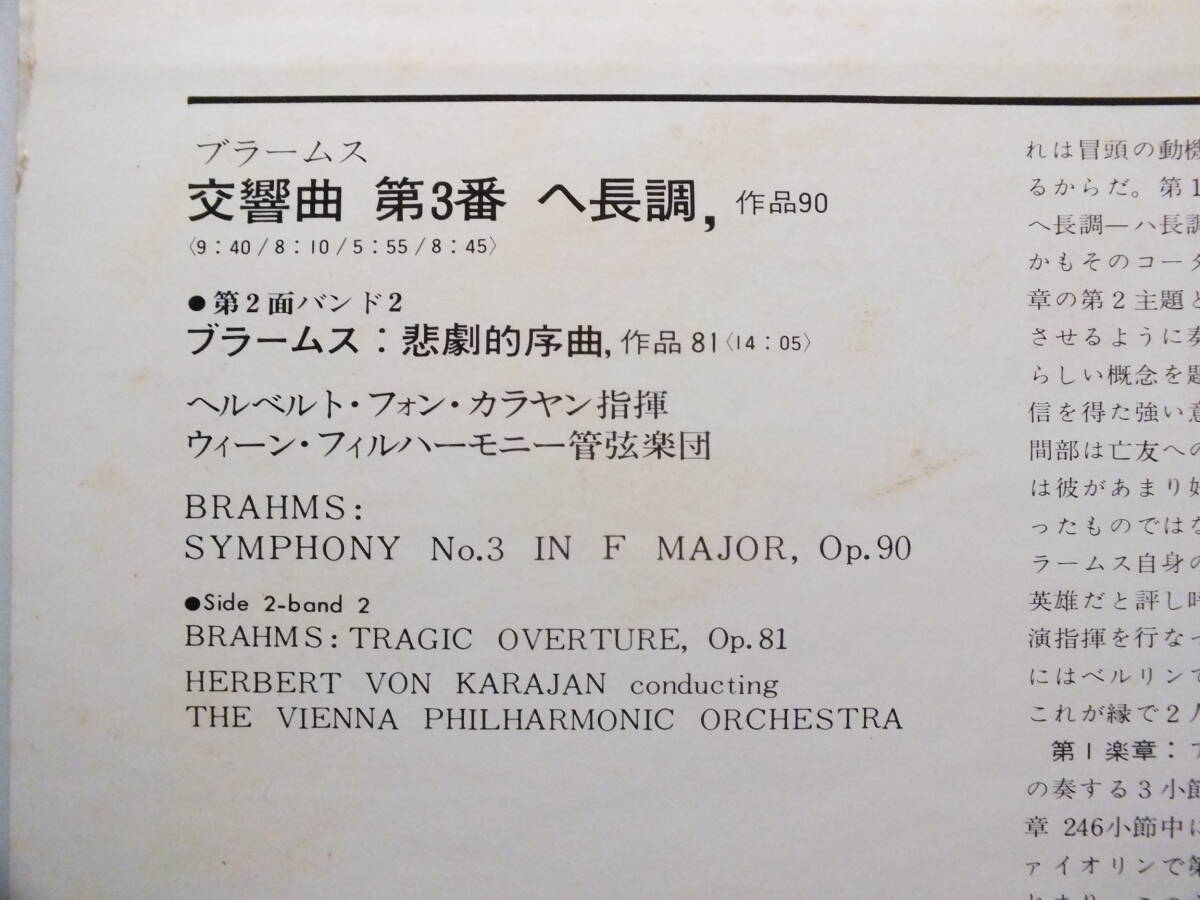 ブラームス
交響曲 第3番 ヘ長調, 作品90
〈9：40/8：10/5：55/8：45〉
●第2面バンド2
ブラームス：悲劇的序曲, 作品81〈14：05〉
ヘルベルト・フォン・カラヤン指揮
ウィーン・フィルハーモニー管弦楽団
BRAHMS:
SYMPHONY No.3 IN F MAJOR, Op.90
●Side 2-band 2
BRAHMS: TRAGIC OVERTURE, Op.81
HERBERT VON KARAJAN conducting
THE VIENNA PHILHARMONIC ORCHESTRA
れは冒頭の動機
るからだ。第1
ヘ長調―ハ長調
かもそのコータ
章の第2主題と
させるように奏
らしい概念を題
信を得た強い意
間部は亡友への
は彼があまり好
ったものではな
ラームス自身の
英雄だと評し時
演指揮を行なっ
にはベルリンで
これが縁で2人
第1楽章：
の奏する3小節
章 246小節中に
ァイオリンで第